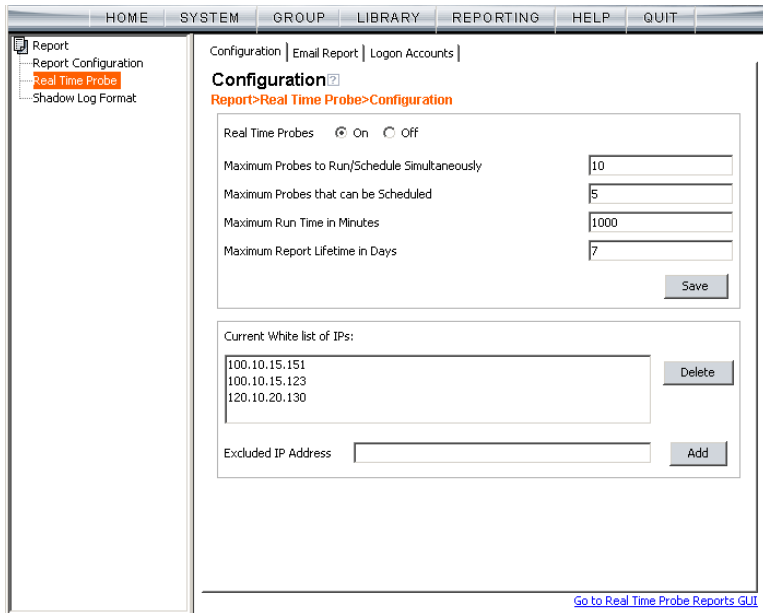 HOME SYSTEM GROUP LIBRARY REPORTING HELP QUIT
Report
Report Configuration
Real Time Probe
Shadow Log Format
Configuration Email Report Logon Accounts
Configuration ?
Report>Real Time Probe>Configuration
Real Time Probes On Off
Maximum Probes to Run/Schedule Simultaneously 10
Maximum Probes that can be Scheduled 5
Maximum Run Time in Minutes 1000
Maximum Report Lifetime in Days 7
Save
Current White list of IPs:
100.10.15.151
100.10.15.123
120.10.20.130
Delete
Excluded IP Address Add
Go to Real Time Probe Reports GUI